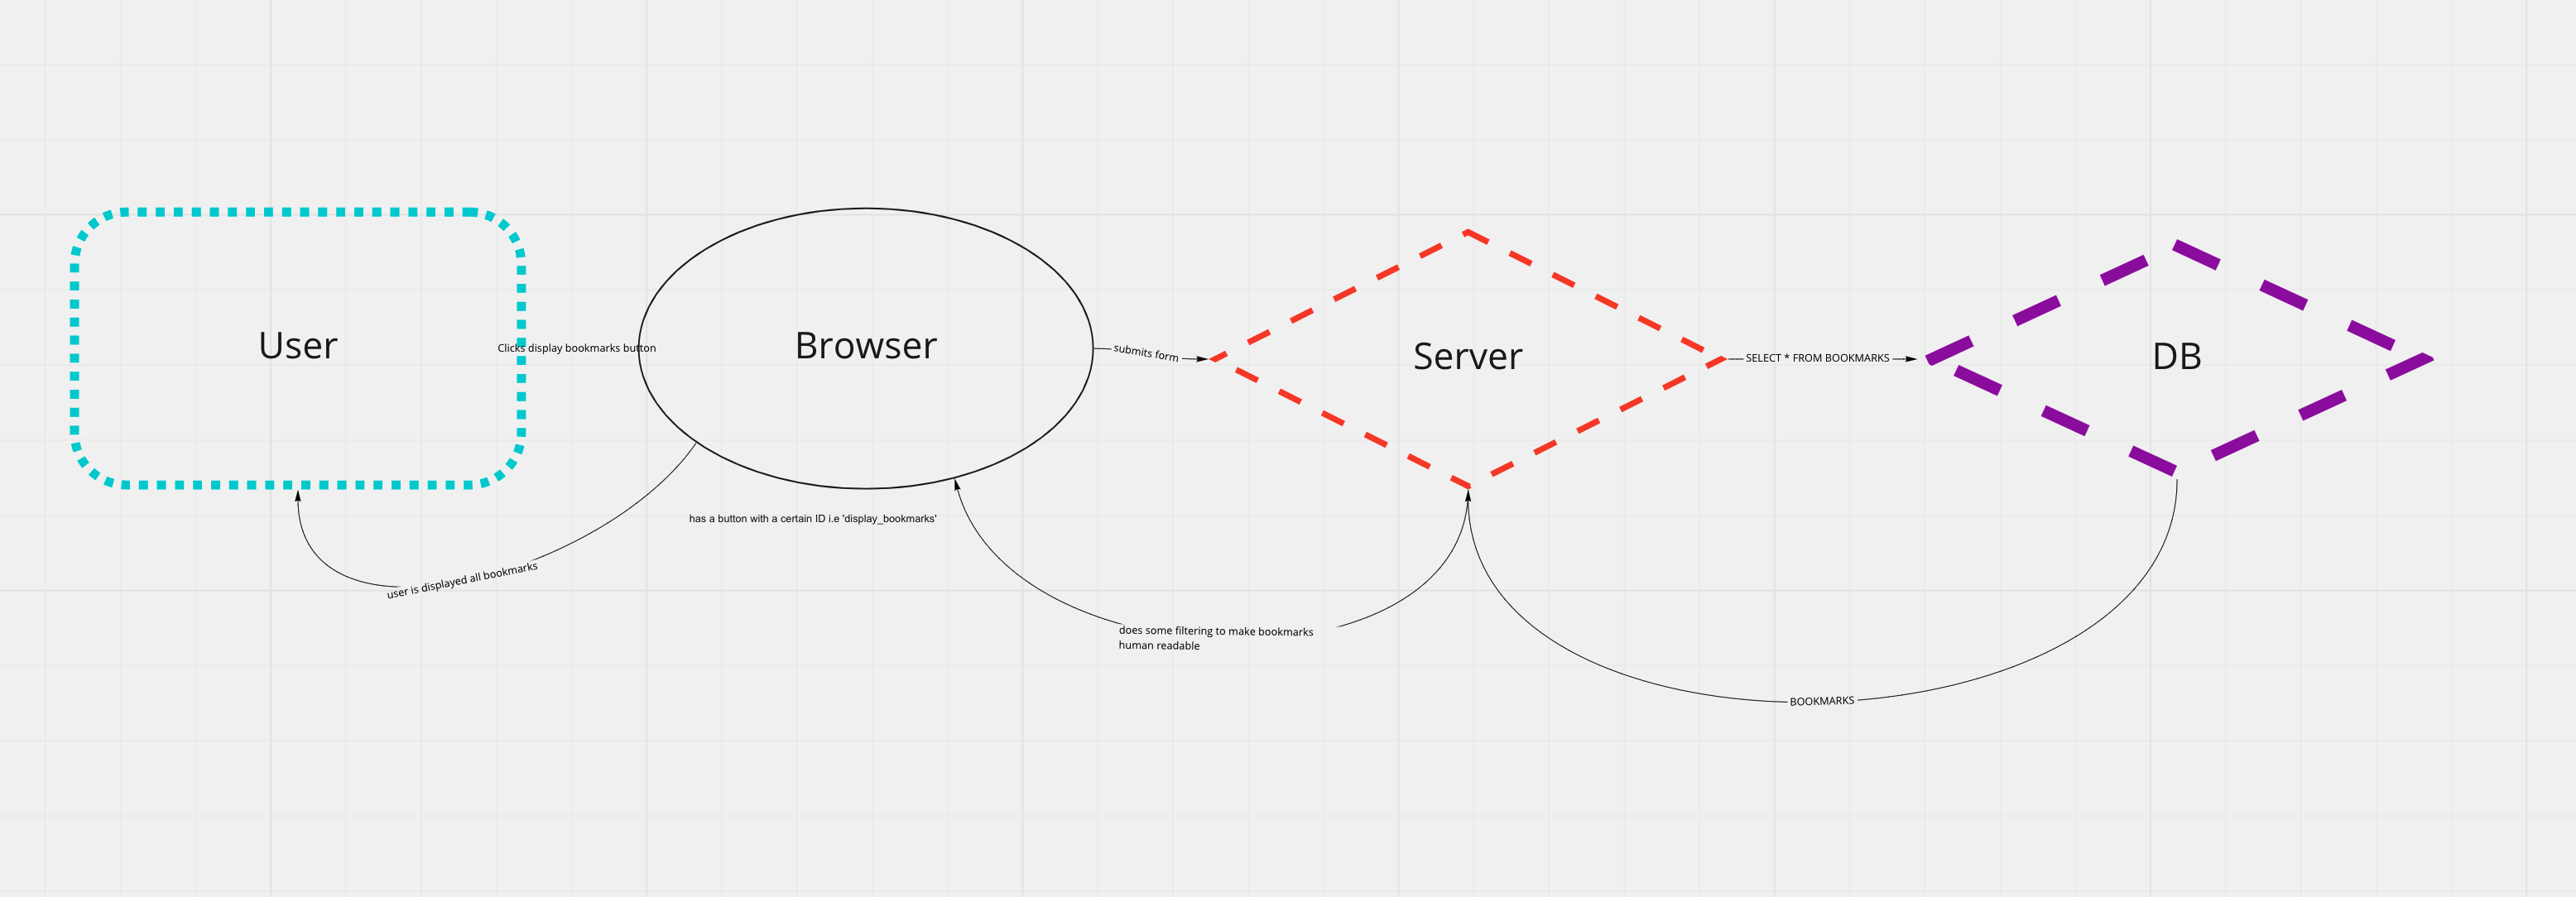 User
Clicks display bookmarks button
Browser
submits form
Server
SELECT * FROM BOOKMARKS
DB
has a button with a certain ID i.e 'display_bookmarks'
user is displayed all bookmarks
does some filtering to make bookmarks
human readable
BOOKMARKS